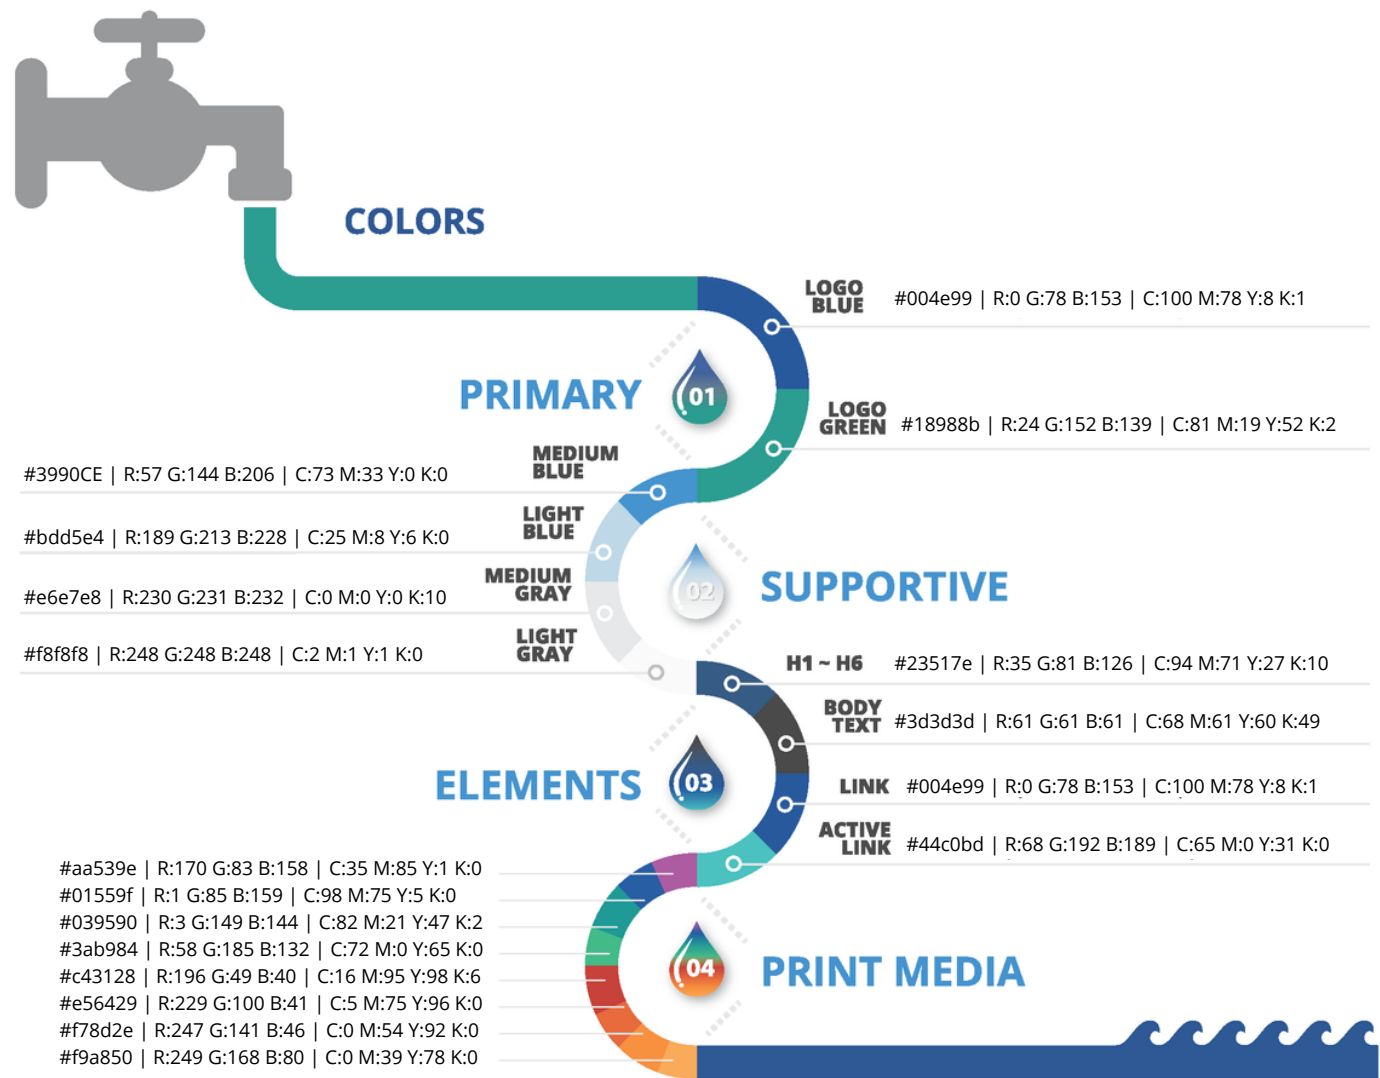 COLORS
LOGO
BLUE
#004e99 | R:0 G:78 B:153 | C:100 M:78 Y:8 K:1
PRIMARY
01
LOGO
GREEN
#18988b | R:24 G:152 B:139 | C:81 M:19 Y:52 K:2
MEDIUM
BLUE
#3990CE | R:57 G:144 B:206 | C:73 M:33 Y:0 K:0
LIGHT
BLUE
#bdd5e4 | R:189 G:213 B:228 | C:25 M:8 Y:6 K:0
MEDIUM
GRAY
#e6e7e8 | R:230 G:231 B:232 | C:0 M:0 Y:0 K:10
LIGHT
GRAY
#f8f8f8 | R:248 G:248 B:248 | C:2 M:1 Y:1 K:0
02
SUPPORTIVE
H1 ~ H6
#23517e | R:35 G:81 B:126 | C:94 M:71 Y:27 K:10
BODY
TEXT
#3d3d3d | R:61 G:61 B:61 | C:68 M:61 Y:60 K:49
ELEMENTS
03
LINK
#004e99 | R:0 G:78 B:153 | C:100 M:78 Y:8 K:1
ACTIVE
LINK
#44c0bd | R:68 G:192 B:189 | C:65 M:0 Y:31 K:0
#aa539e | R:170 G:83 B:158 | C:35 M:85 Y:1 K:0
#01559f | R:1 G:85 B:159 | C:98 M:75 Y:5 K:0
#039590 | R:3 G:149 B:144 | C:82 M:21 Y:47 K:2
#3ab984 | R:58 G:185 B:132 | C:72 M:0 Y:65 K:0
#c43128 | R:196 G:49 B:40 | C:16 M:95 Y:98 K:6
#e56429 | R:229 G:100 B:41 | C:5 M:75 Y:96 K:0
#f78d2e | R:247 G:141 B:46 | C:0 M:54 Y:92 K:0
#f9a850 | R:249 G:168 B:80 | C:0 M:39 Y:78 K:0
04
PRINT MEDIA